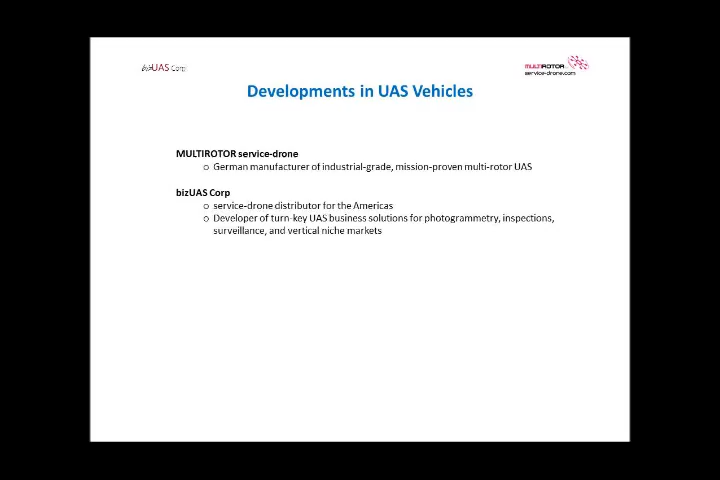 bizUAS Corp
MULTIROTOR
service-drone.com
Developments in UAS Vehicles
MULTIROTOR service-drone
o German manufacturer of industrial-grade, mission-proven multi-rotor UAS
bizUAS Corp
o service-drone distributor for the Americas
o Developer of turn-key UAS business solutions for photogrammetry, inspections,
surveillance, and vertical niche markets